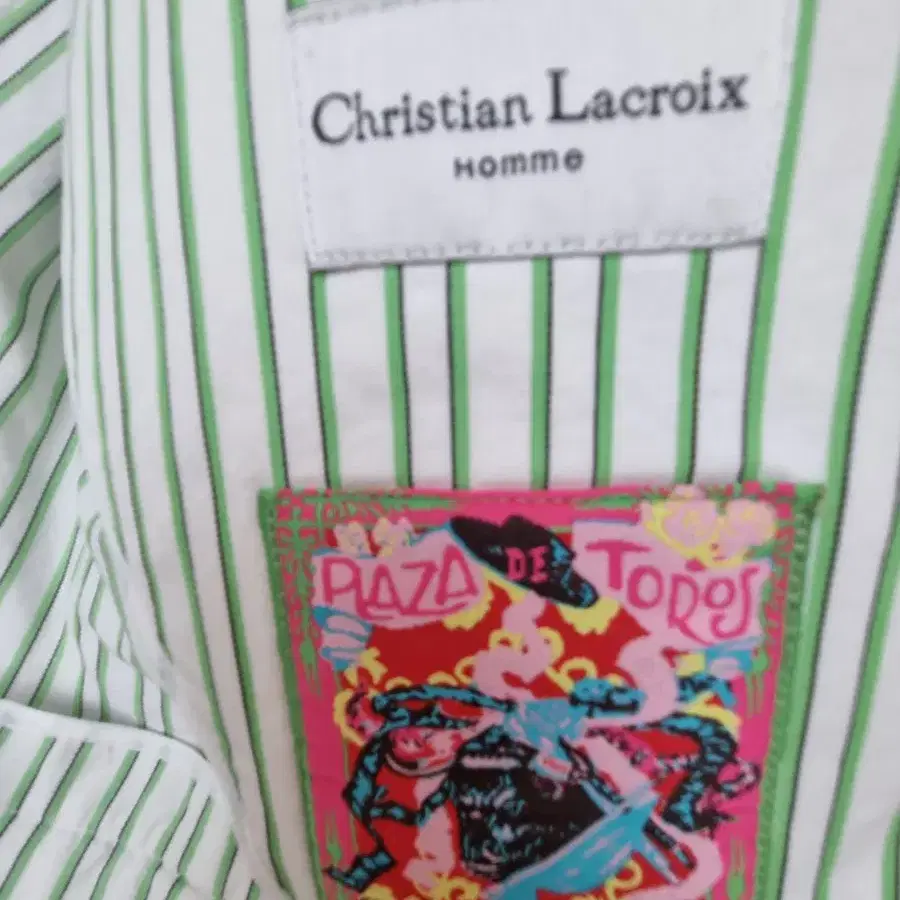 Christian Lacroix
Homme
PLAZA DE TOROS